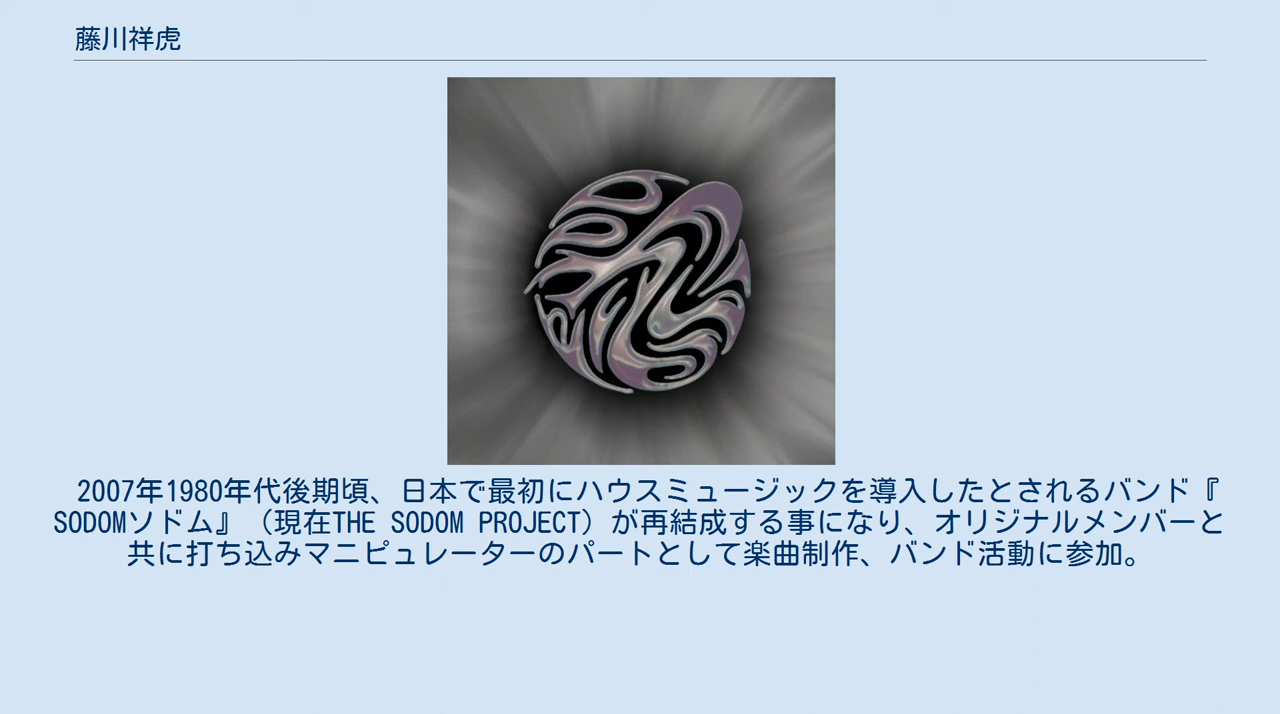 藤川祥虎
2007年1980年代後期頃、日本で最初にハウスミュージックを導入したとされるバンド『
SODOMソドム』（現在THE SODOM PROJECT）が再結成する事になり、オリジナルメンバーと
共に打ち込みマニピュレーターのパートとして楽曲制作、バンド活動に参加。